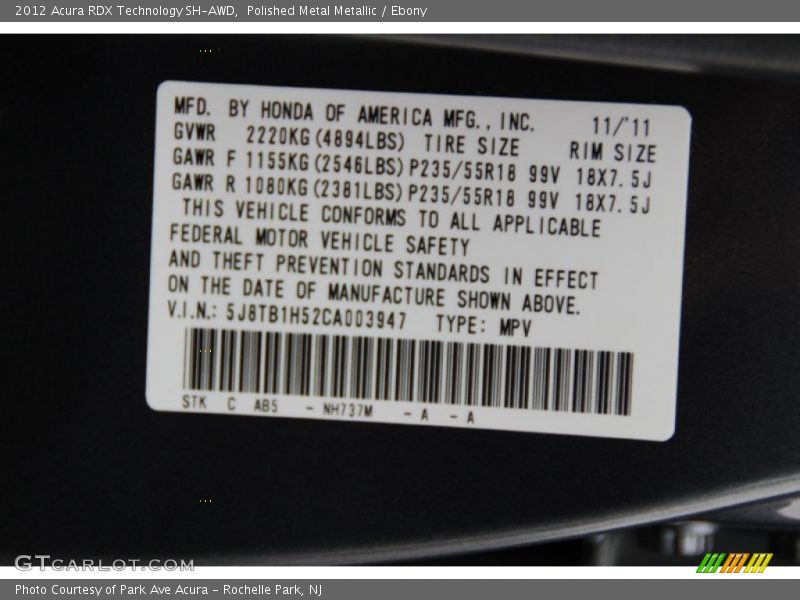 2012 Acura RDX Technology SH-AWD,  Polished Metal Metallic / Ebony
MFD. BY HONDA OF AMERICA MFG., INC. 11/'11
GVWR 2220KG(4894LBS) TIRE SIZE RIM SIZE
GAWR F 1155KG(2546LBS)P235/55R18 99V 18X7.5J
GAWR R 1080KG(2381LBS)P235/55R18 99V 18X7.5J
THIS VEHICLE CONFORMS TO ALL APPLICABLE
FEDERAL MOTOR VEHICLE SAFETY
AND THEFT PREVENTION STANDARDS IN EFFECT
ON THE DATE OF MANUFACTURE SHOWN ABOVE.
V.I.N.: 5J8TB1H52CA003947 TYPE: MPV
STK C AB5 - NH737M - A - A
GTCARLOT.COM
Photo Courtesy of Park Ave Acura - Rochelle Park, NJ